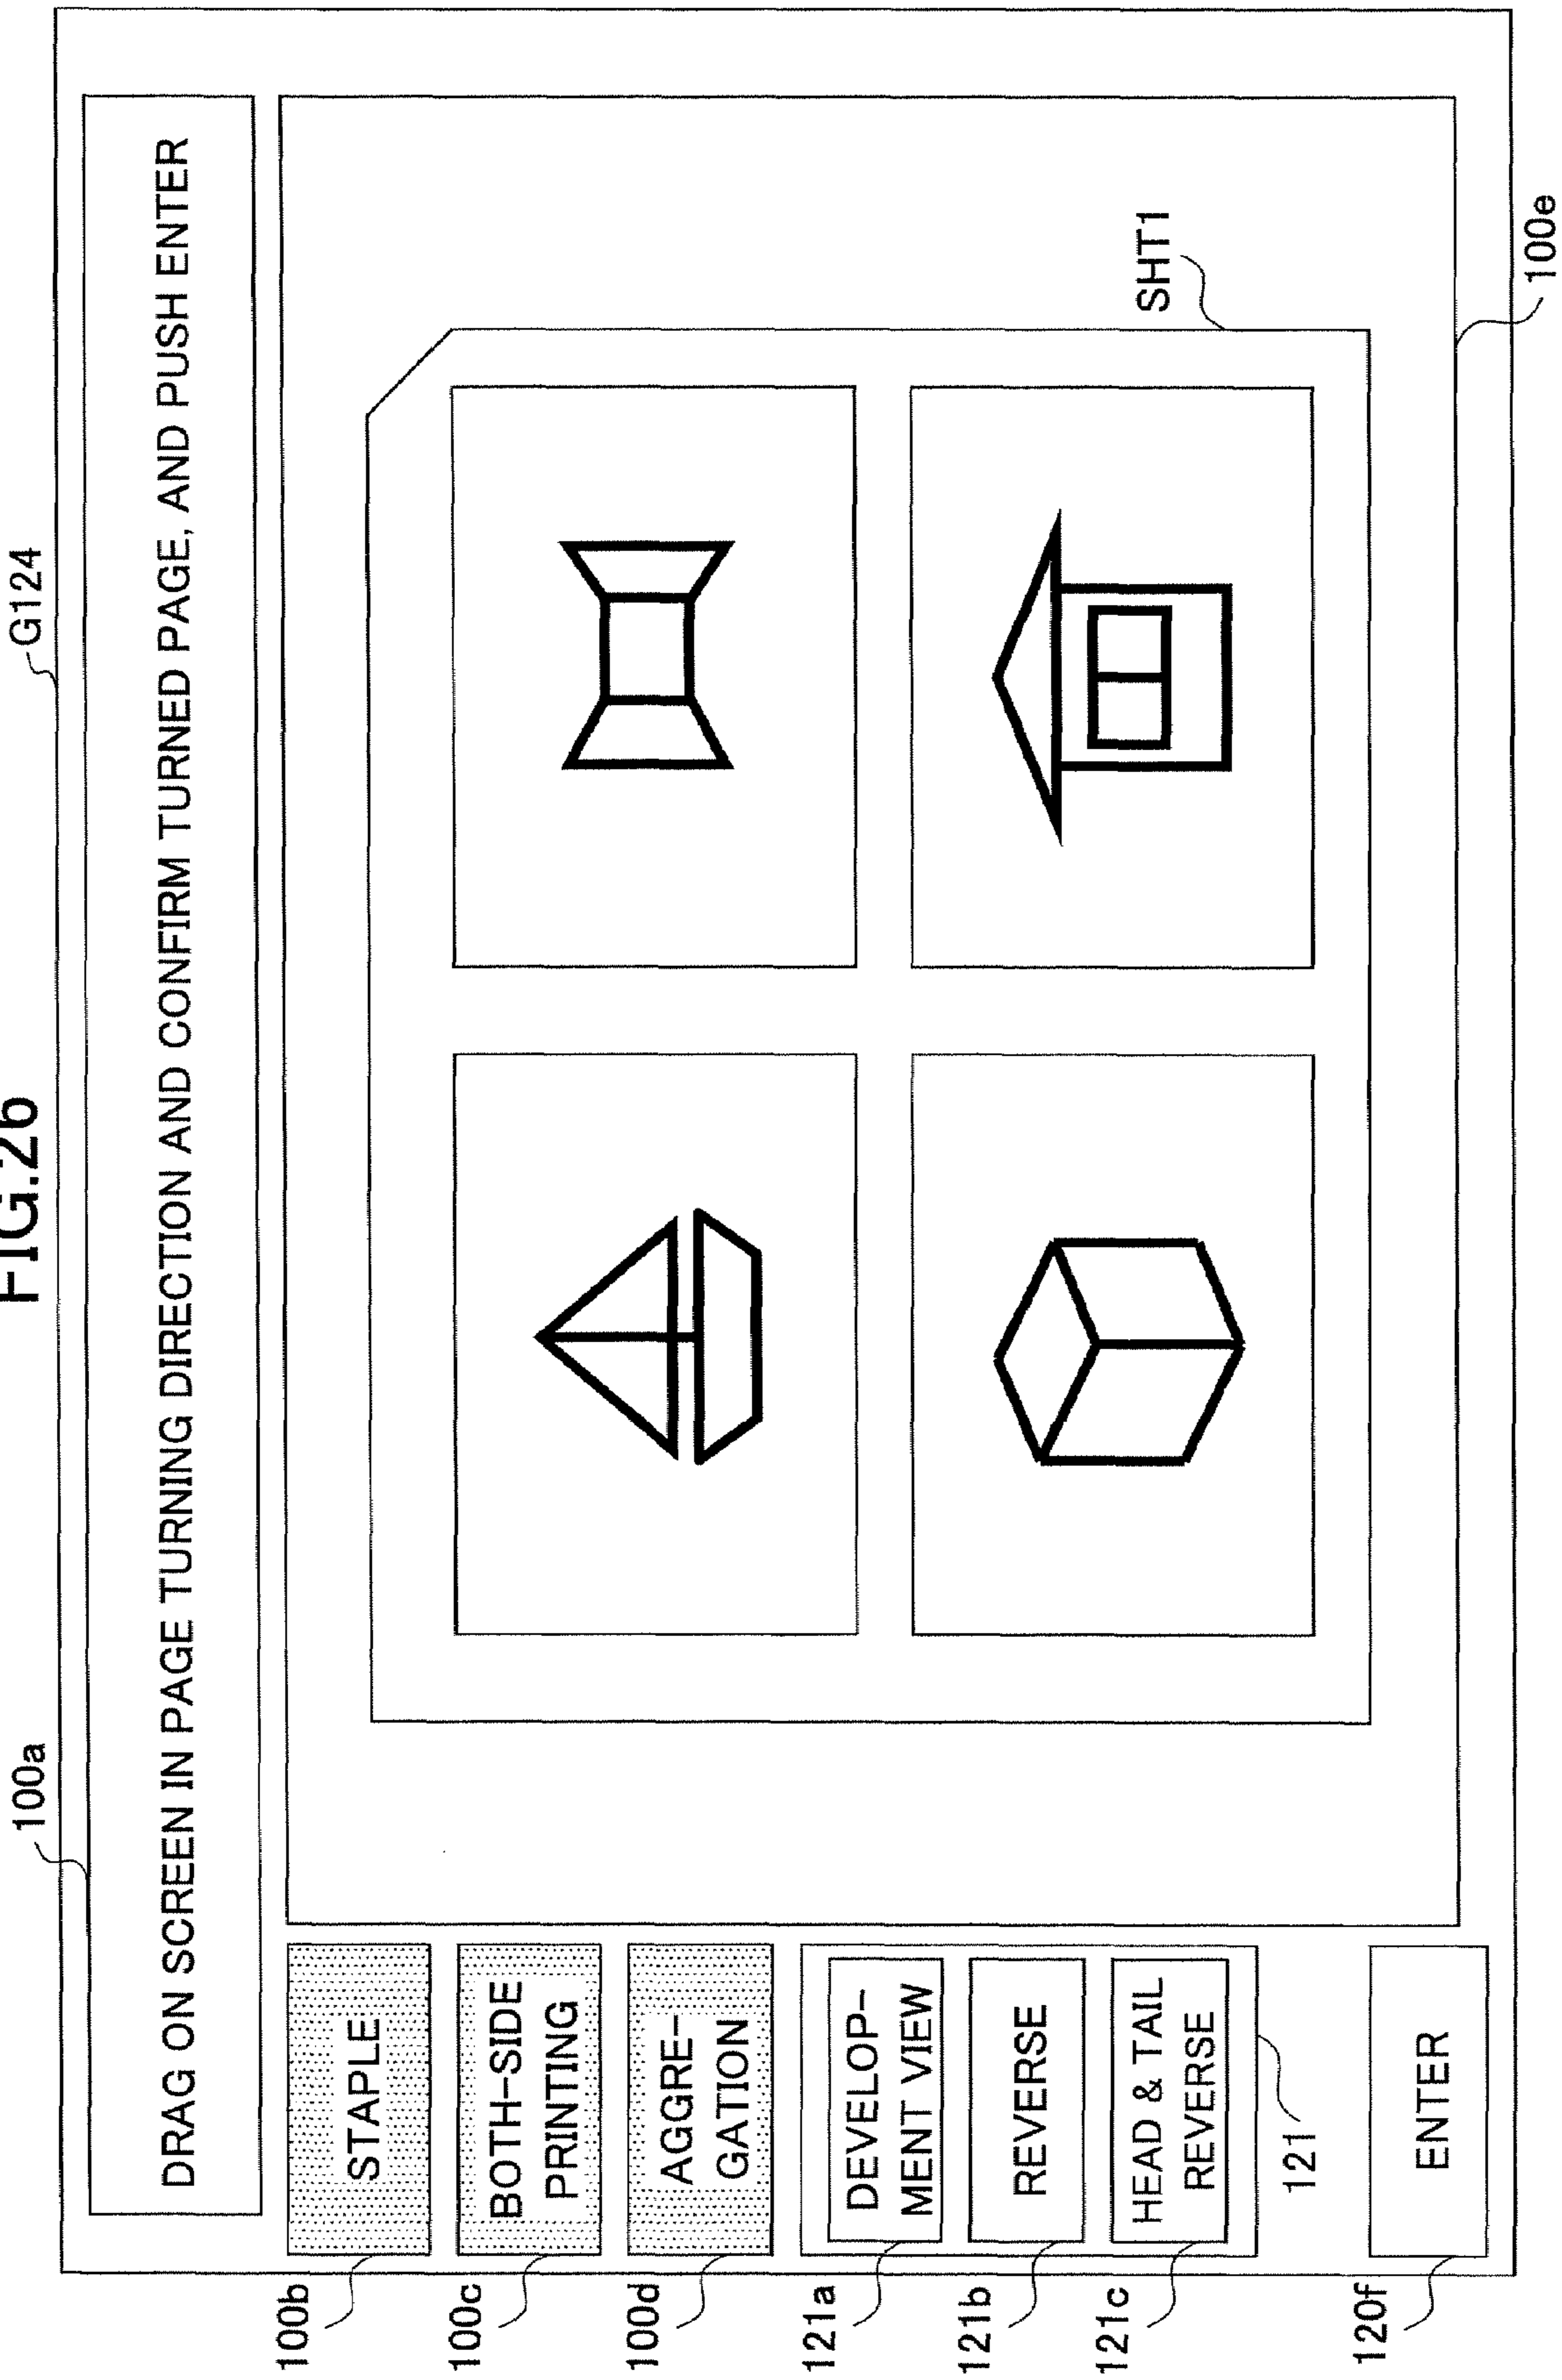 FIG.26
G124
100a
DRAG ON SCREEN IN PAGE TURNING DIRECTION AND CONFIRM TURNED PAGE, AND PUSH ENTER
100b
STAPLE
100c
BOTH-SIDE
PRINTING
100d
AGGRE-
GATION
121a
DEVELOP-
MENT VIEW
121b
REVERSE
121c
HEAD & TAIL
REVERSE
121
120f
ENTER
SHT1
100e